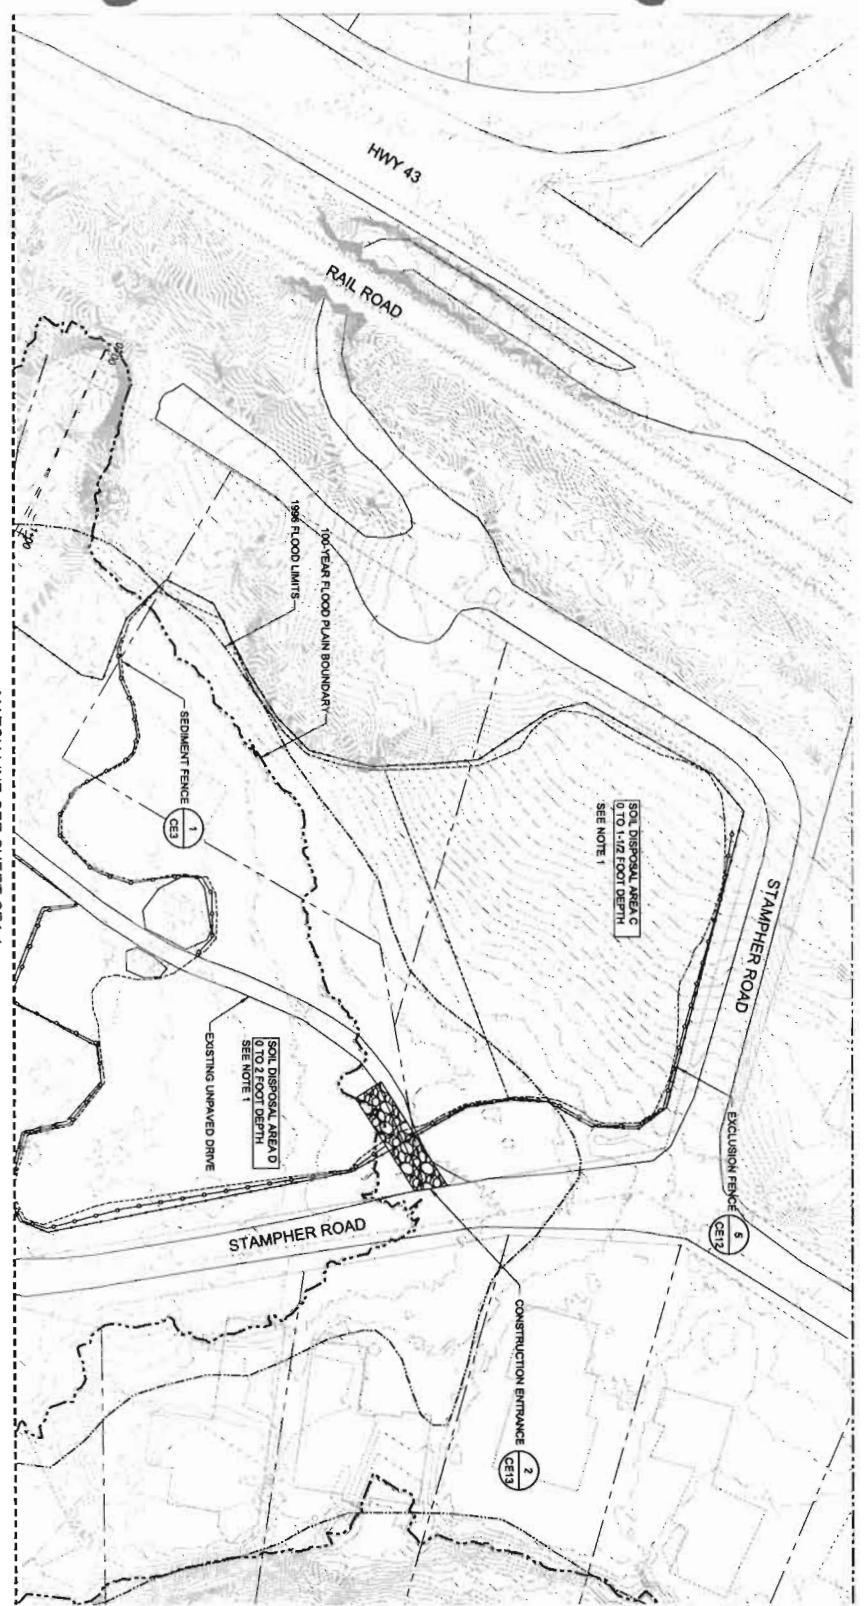 HWY 43
RAIL ROAD
1996 FLOOD LIMITS
100-YEAR FLOOD PLAIN BOUNDARY
SEDIMENT FENCE
1
CE3
SOIL DISPOSAL AREA C
0 TO 1-1/2 FOOT DEPTH
SEE NOTE 1
STAMPHER ROAD
SOIL DISPOSAL AREA D
0 TO 2 FOOT DEPTH
SEE NOTE 1
EXISTING UNPAVED DRIVE
EXCLUSION FENCE
5
CE12
STAMPHER ROAD
CONSTRUCTION ENTRANCE
2
CE13